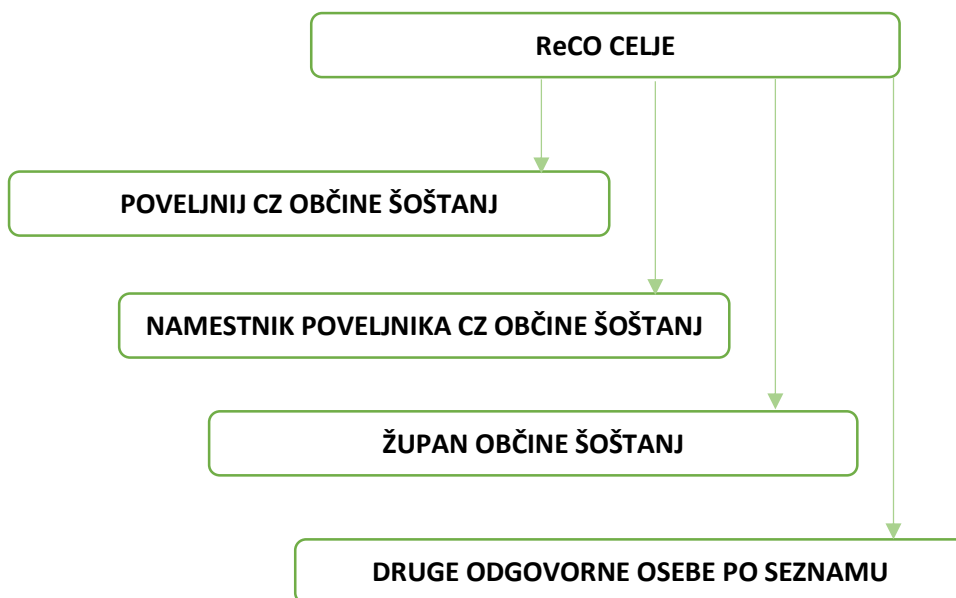 ReCO CELJE
POVELJNIJ CZ OBČINE ŠOŠTANJ
NAMESTNIK POVELJNIKA CZ OBČINE ŠOŠTANJ
ŽUPAN OBČINE ŠOŠTANJ
DRUGE ODGOVORNE OSEBE PO SEZNAMU